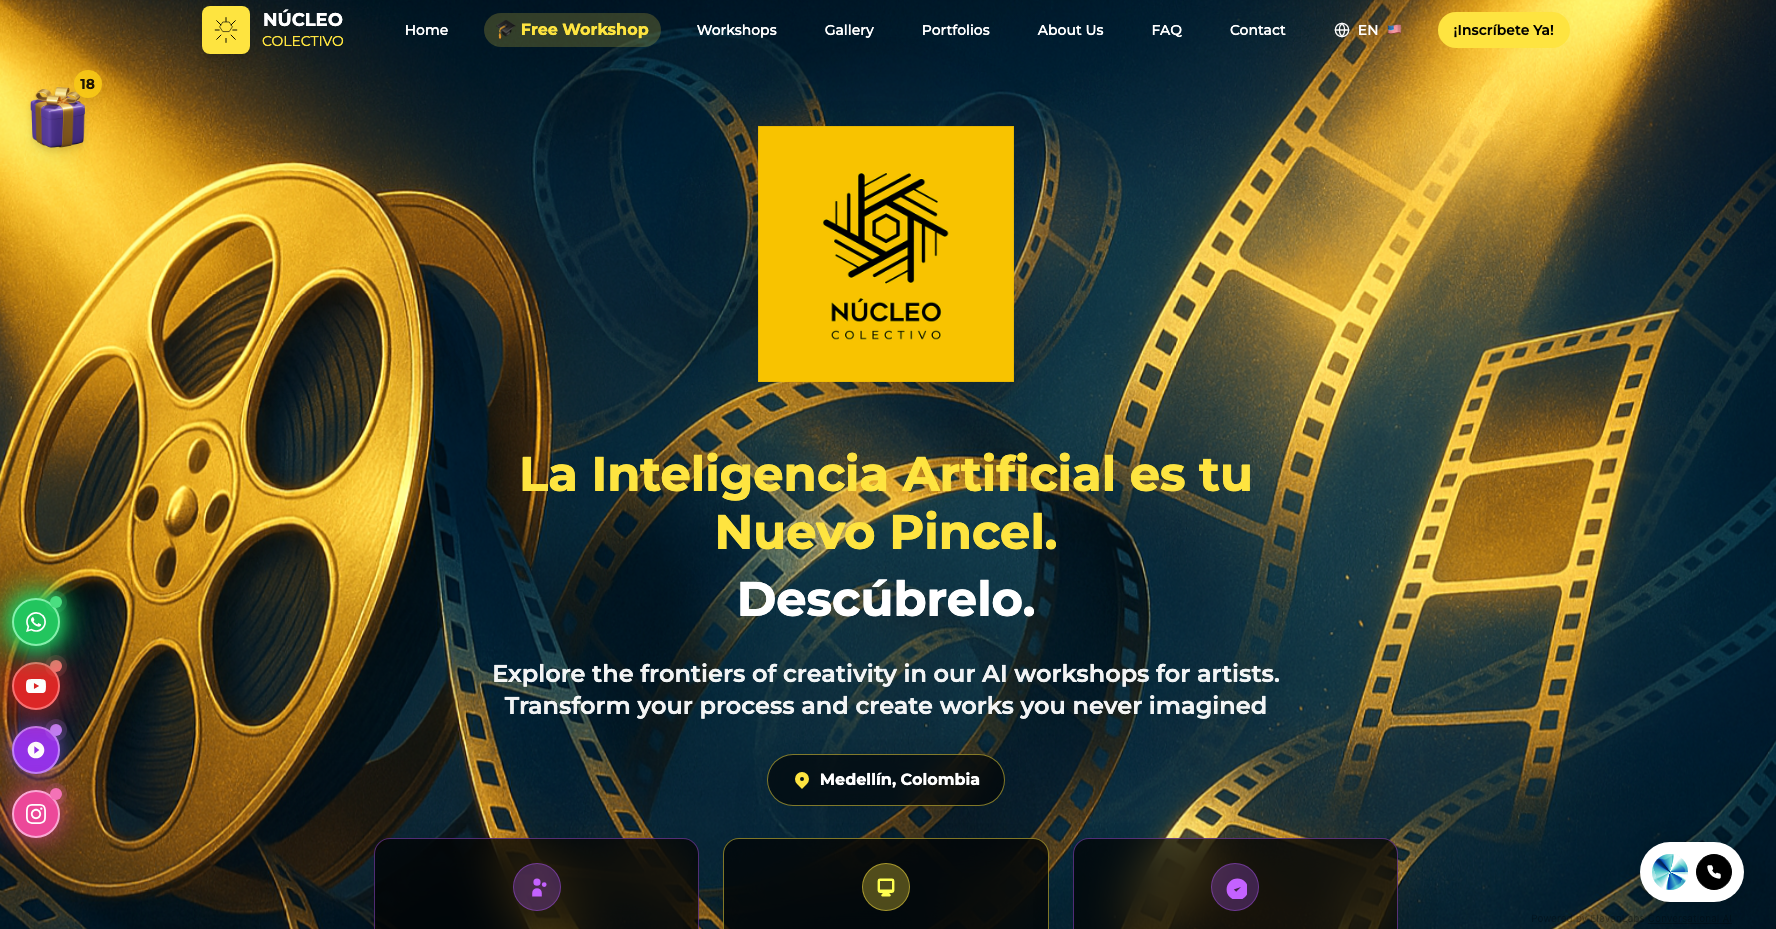 NÚCLEO
COLECTIVO
Home
Free Workshop
Workshops
Gallery
Portfolios
About Us
FAQ
Contact
EN
¡Inscríbete Ya!
18
NÚCLEO
COLECTIVO
La Inteligencia Artificial es tu
Nuevo Pincel.
Descúbrelo.
Explore the frontiers of creativity in our AI workshops for artists.
Transform your process and create works you never imagined
Medellín, Colombia